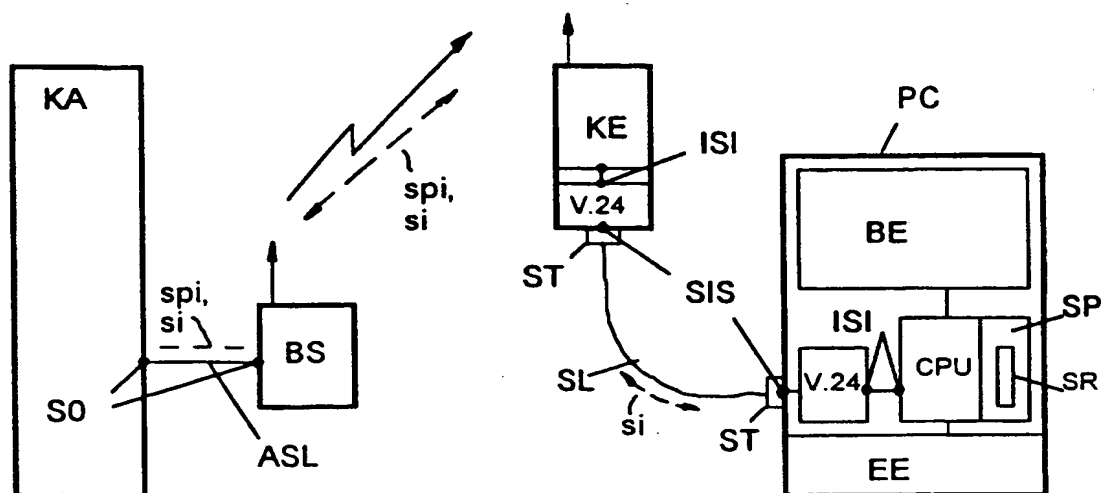 KA
spi,
si
S0
ASL
BS
spi,
si
KE
ISI
V.24
ST
SIS
SL
si
ST
PC
BE
ISI
V.24
CPU
SP
SR
EE